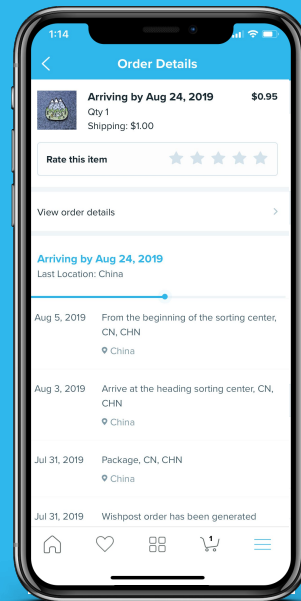 1:14
Order Details
Arriving by Aug 24, 2019 $0.95
Qty 1
Shipping: $1.00
Rate this item
View order details
Arriving by Aug 24, 2019
Last Location: China
Aug 5, 2019 From the beginning of the sorting center,
CN, CHN
China
Aug 3, 2019 Arrive at the heading sorting center, CN,
CHN
China
Jul 31, 2019 Package, CN, CHN
China
Jul 31, 2019 Wishpost order has been generated
1